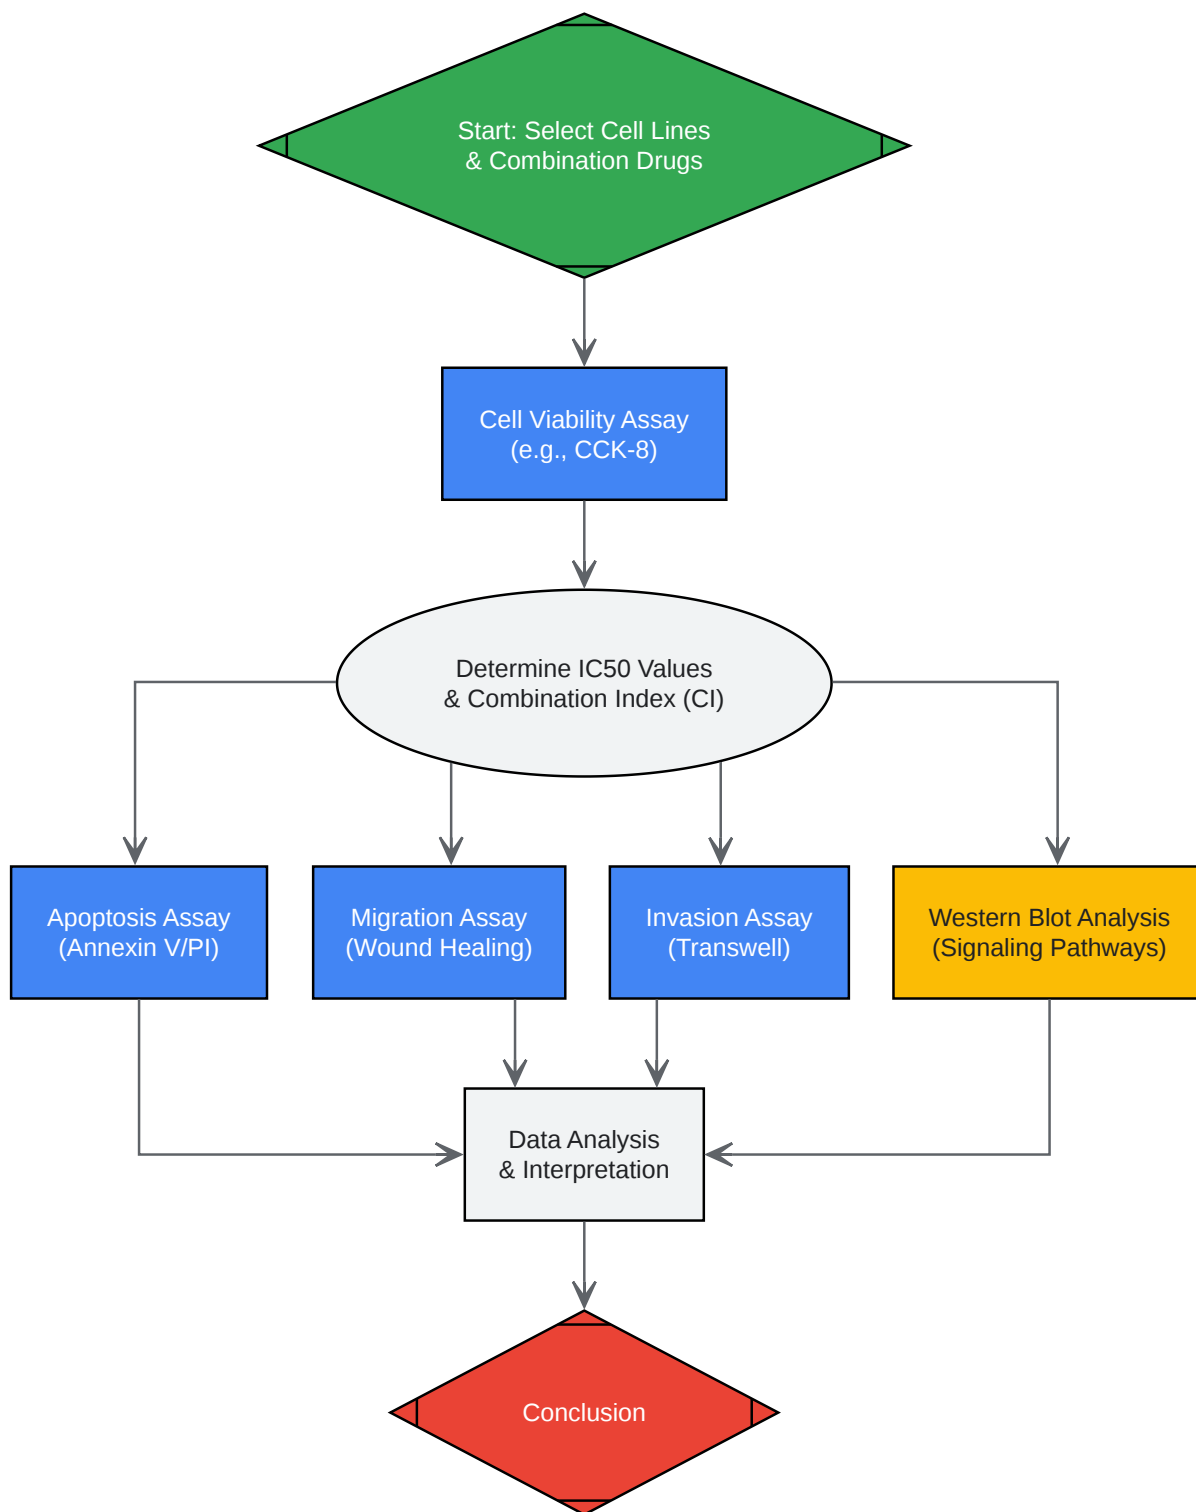 Start: Select Cell Lines
& Combination Drugs
Cell Viability Assay
(e.g., CCK-8)
Determine IC50 Values
& Combination Index (CI)
Apoptosis Assay
(Annexin V/PI)
Migration Assay
(Wound Healing)
Invasion Assay
(Transwell)
Western Blot Analysis
(Signaling Pathways)
Data Analysis
& Interpretation
Conclusion